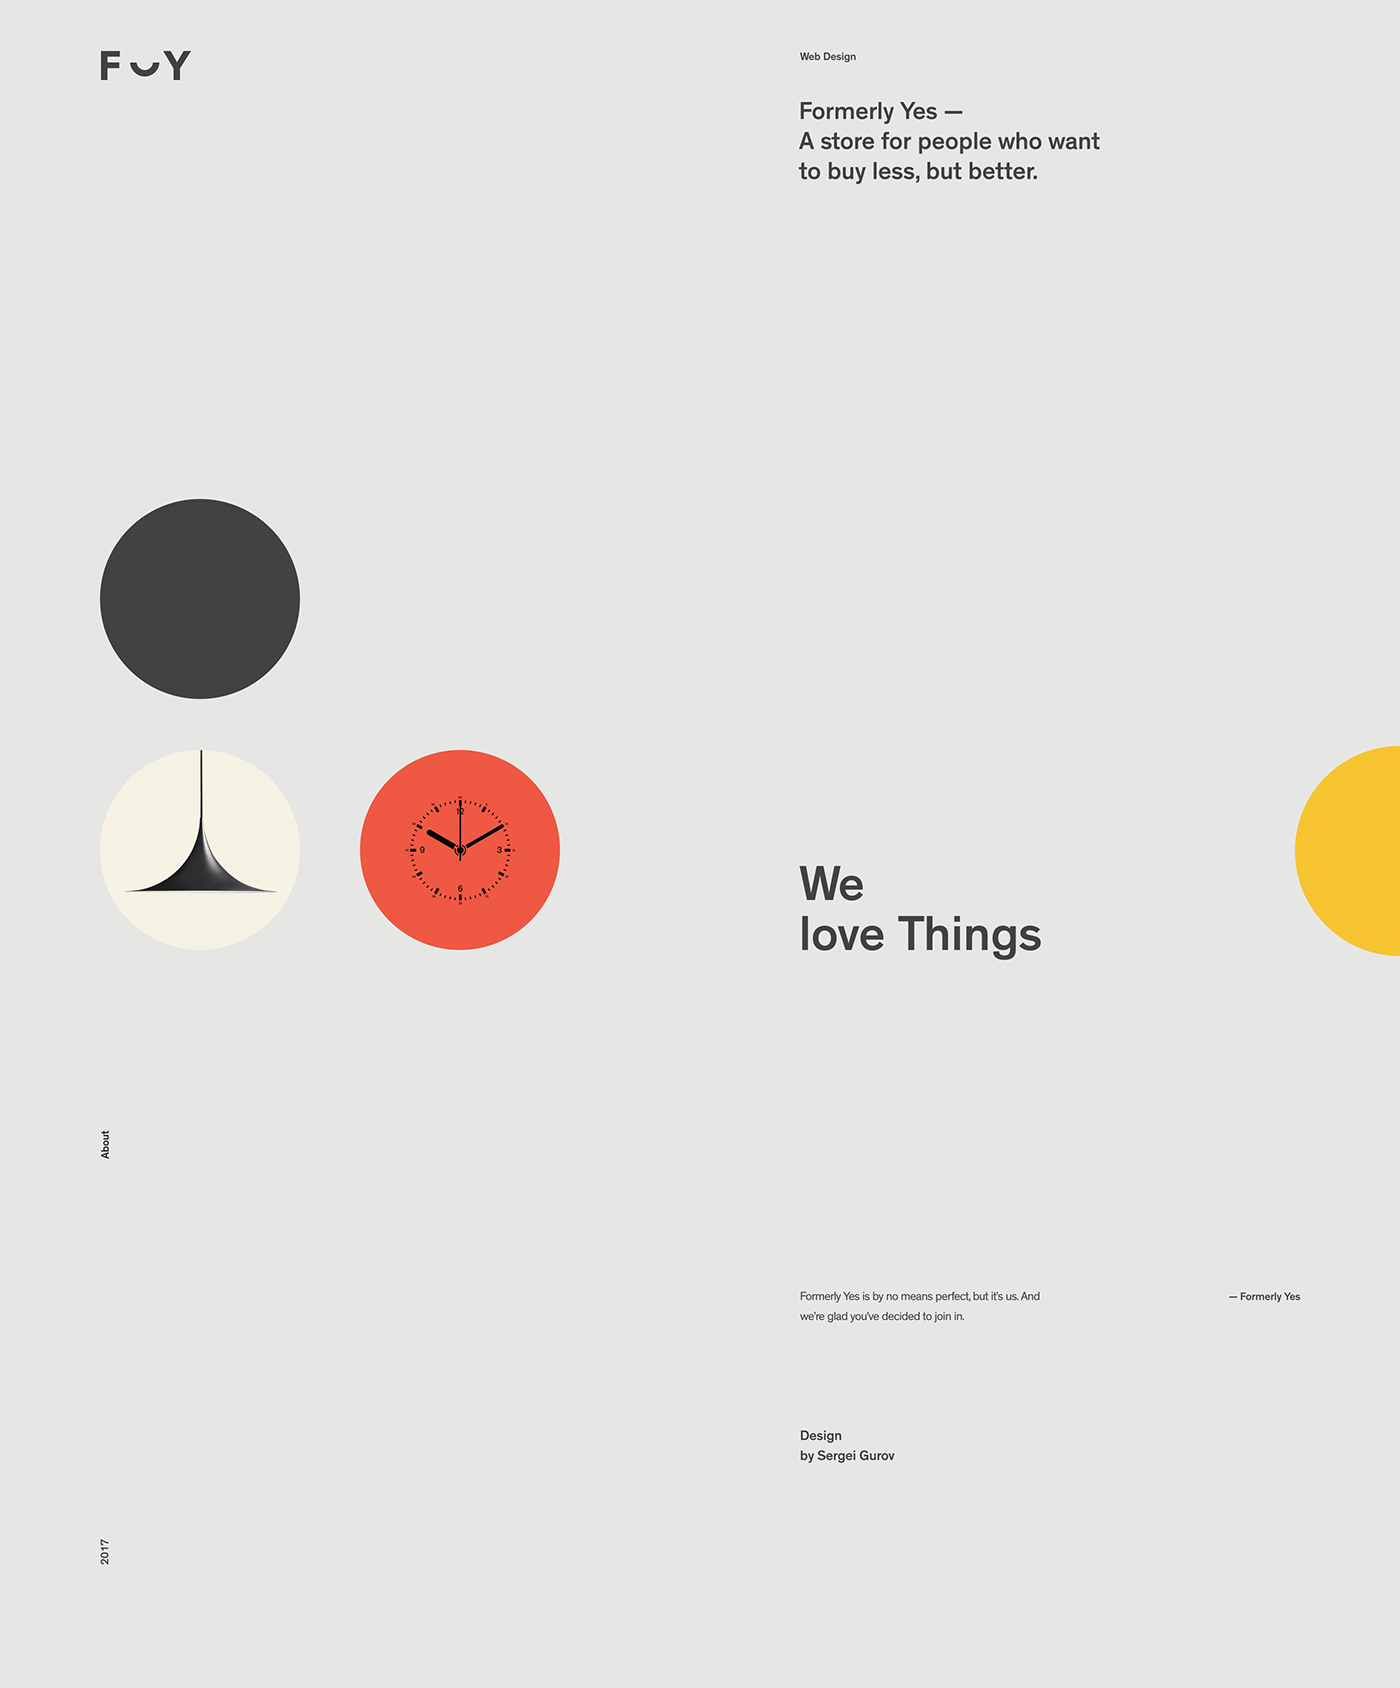 F Y
Web Design
Formerly Yes —
A store for people who want
to buy less, but better.
12
9
3
6
We
love Things
About
Formerly Yes is by no means perfect, but it's us. And
we're glad you've decided to join in.
— Formerly Yes
Design
by Sergei Gurov
2017